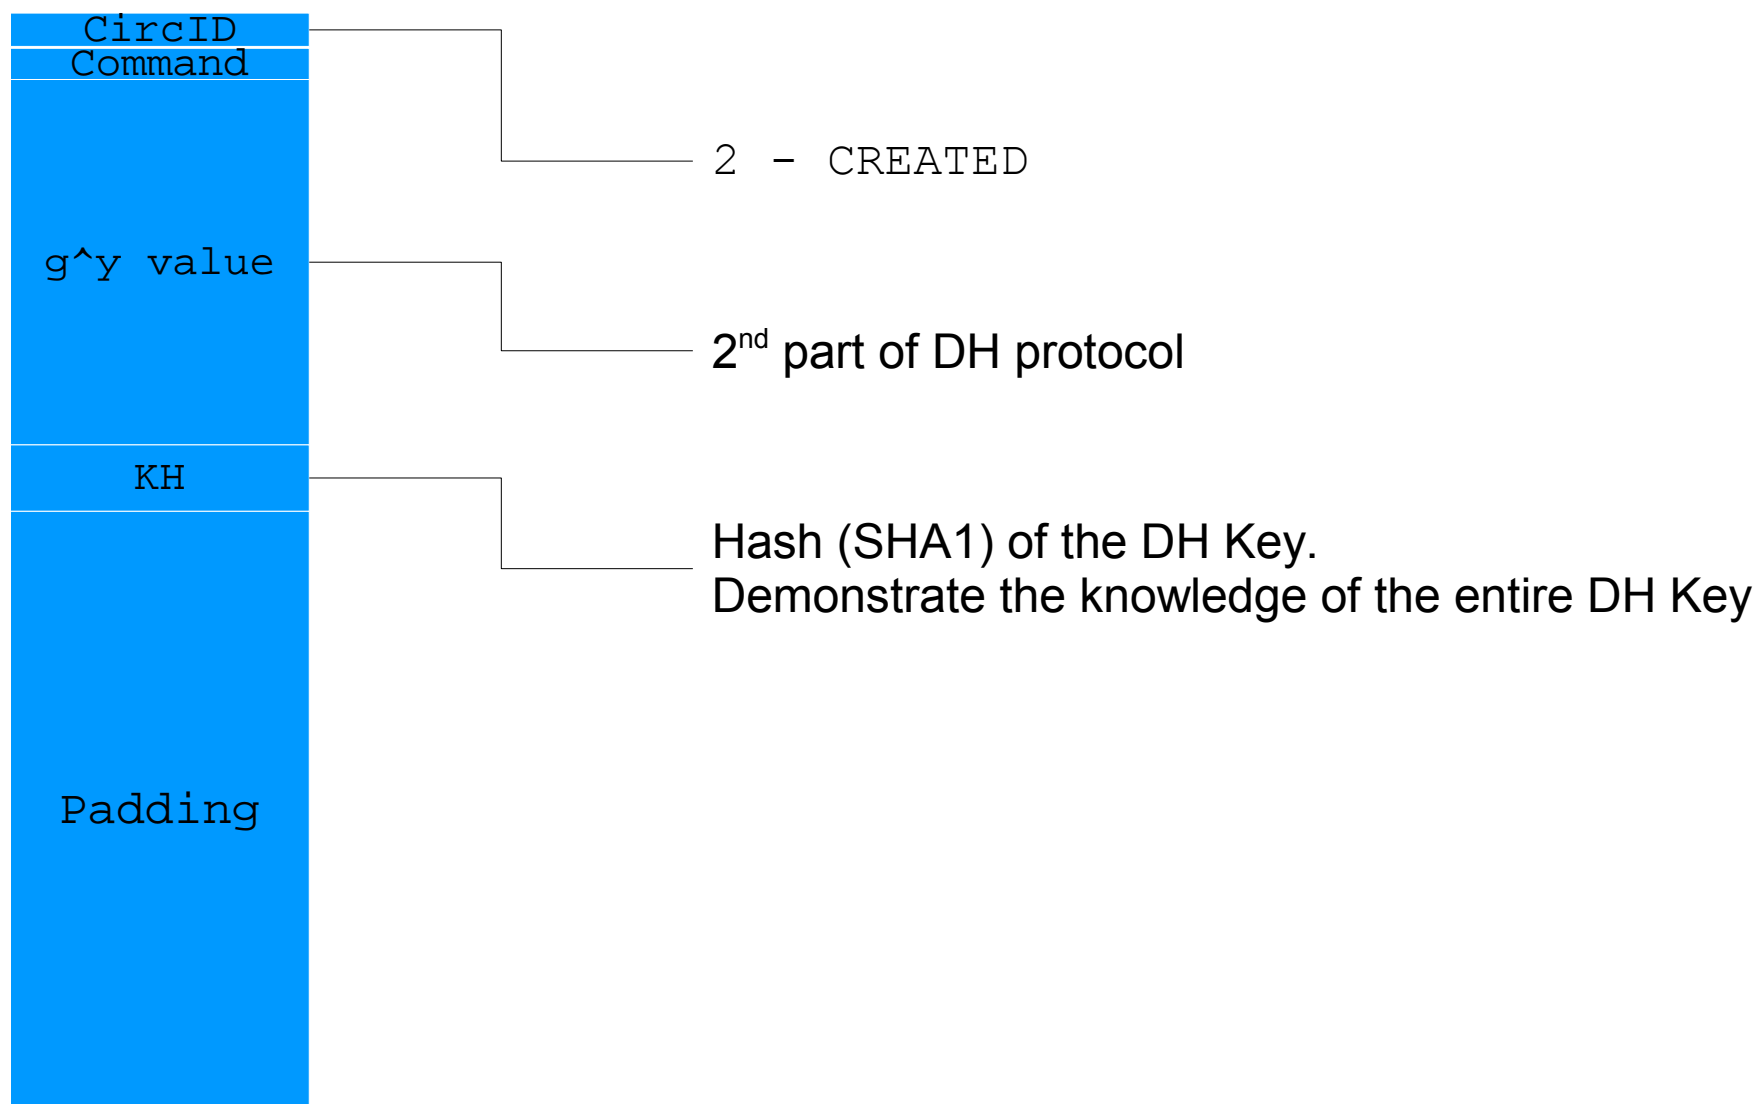 CircID
Command
2 - CREATED
g^y value
2nd part of DH protocol
KH
Hash (SHA1) of the DH Key.
Demonstrate the knowledge of the entire DH Key
Padding